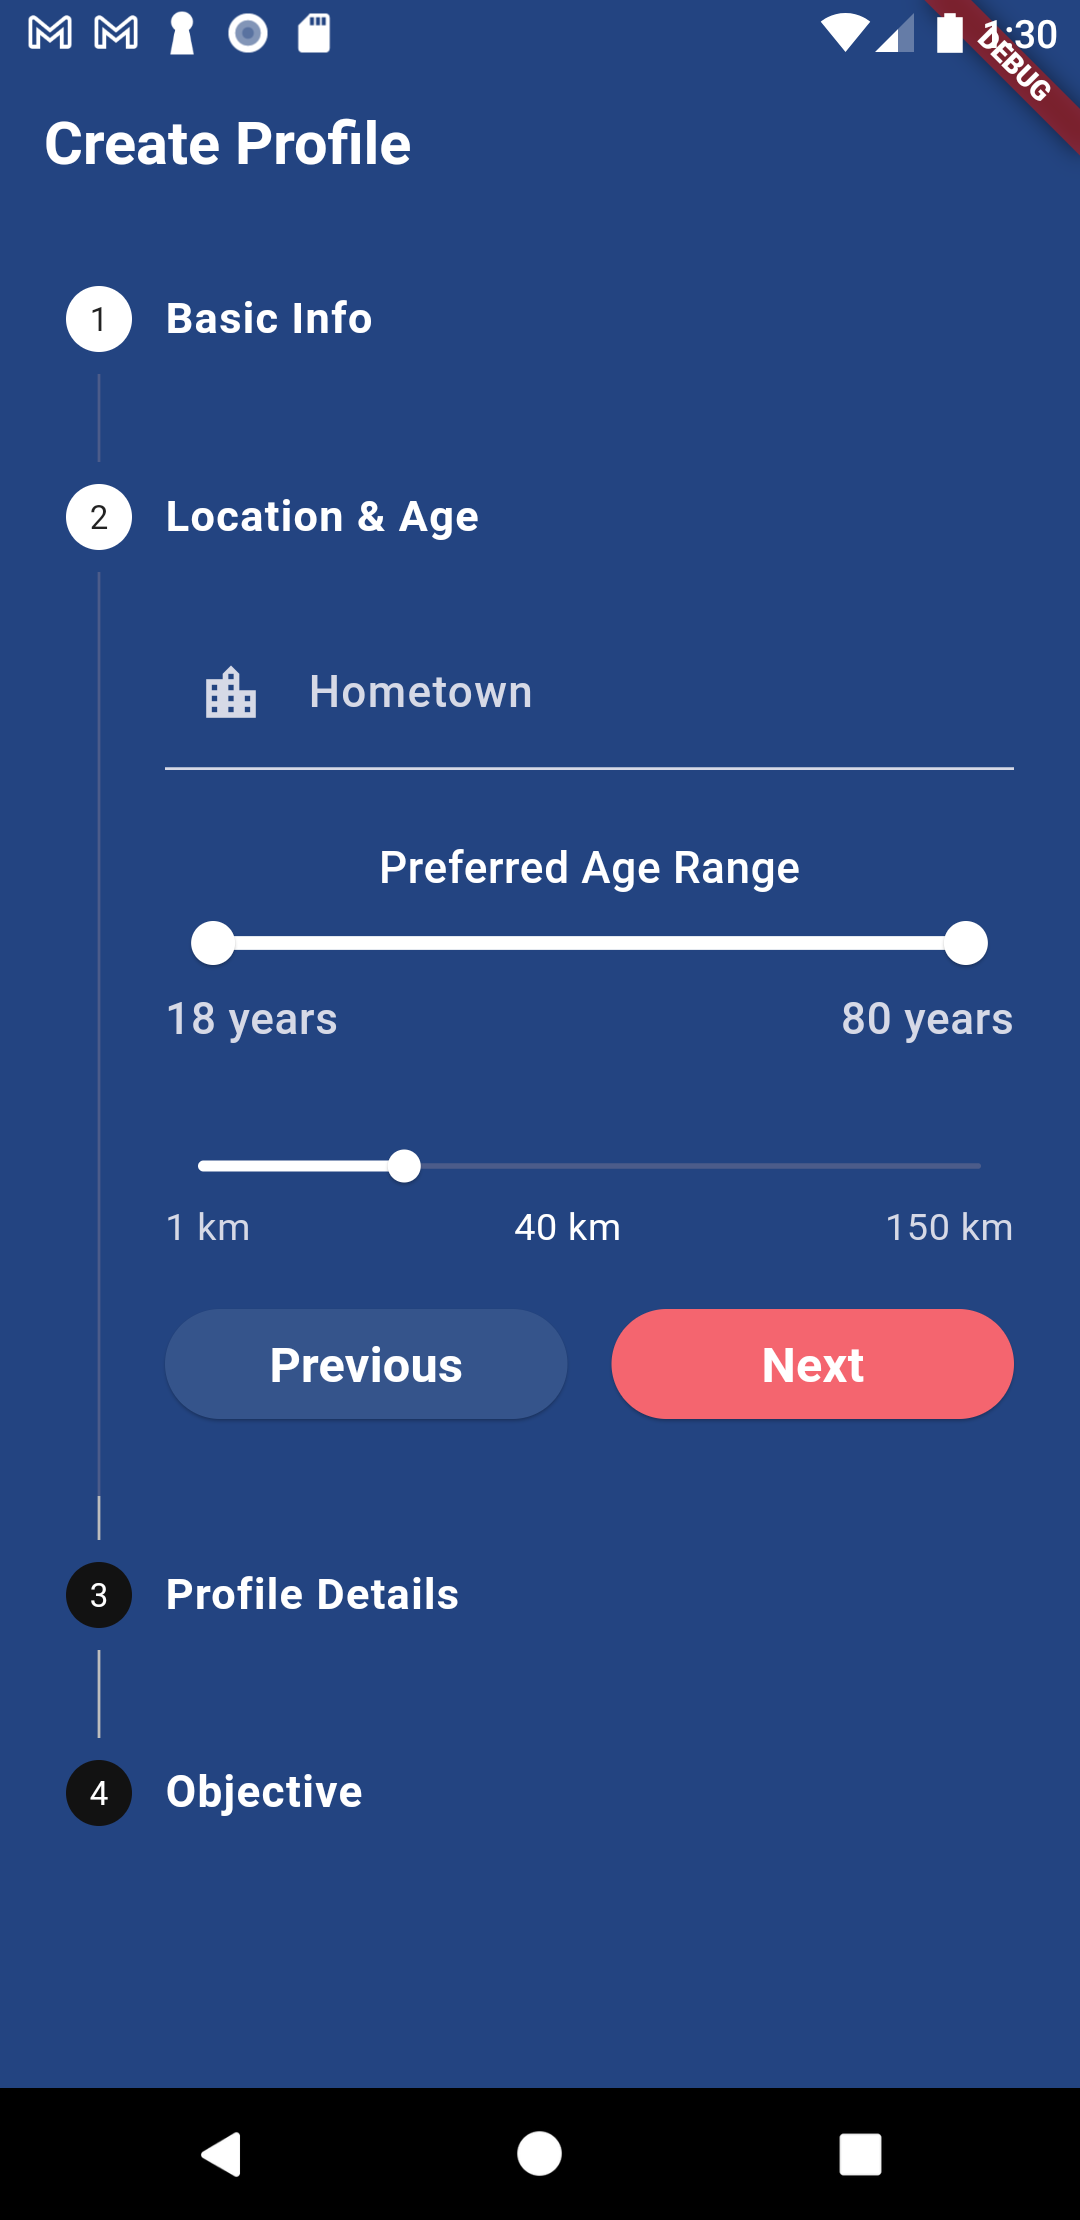 1:30
DEBUG
Create Profile
1 Basic Info
2 Location & Age
Hometown
Preferred Age Range
18 years 80 years
1 km 40 km 150 km
Previous Next
3 Profile Details
4 Objective